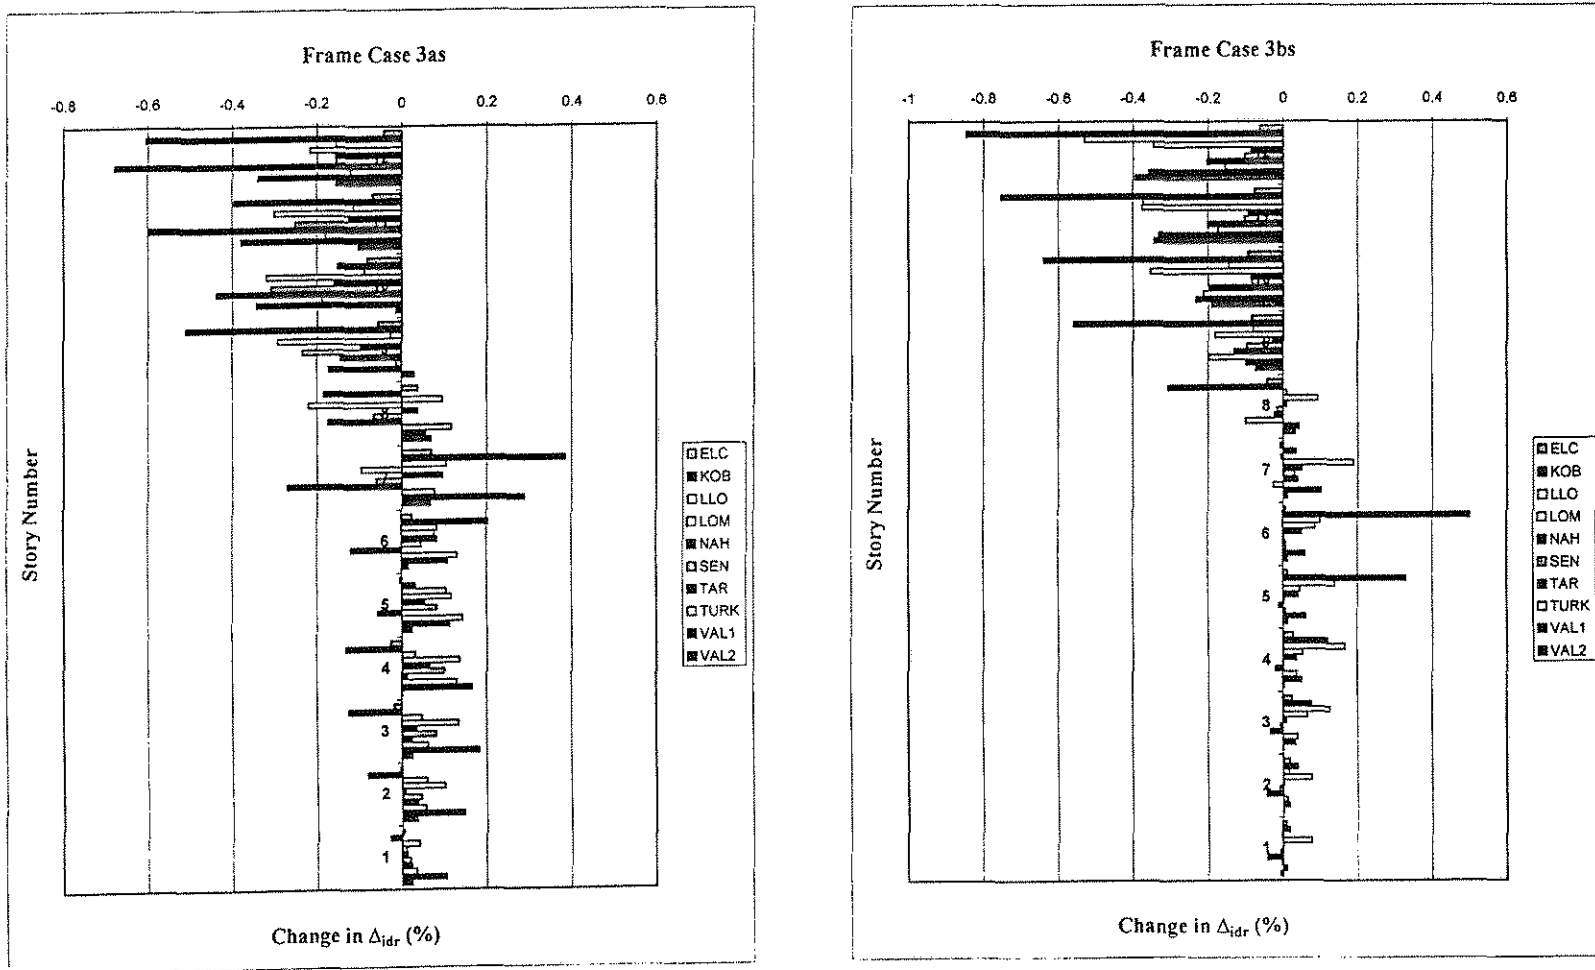 Frame Case 3as
-0.8 -0.6 -0.4 -0.2 0 0.2 0.4 0.6
Story Number
8
7
6
5
4
3
2
1
ELC
KOB
LLO
LOM
NAH
SEN
TAR
TURK
VAL1
VAL2
Change in Δidr (%)
Frame Case 3bs
-1 -0.8 -0.6 -0.4 -0.2 0 0.2 0.4 0.6
Story Number
8
7
6
5
4
3
2
1
ELC
KOB
LLO
LOM
NAH
SEN
TAR
TURK
VAL1
VAL2
Change in Δidr (%)